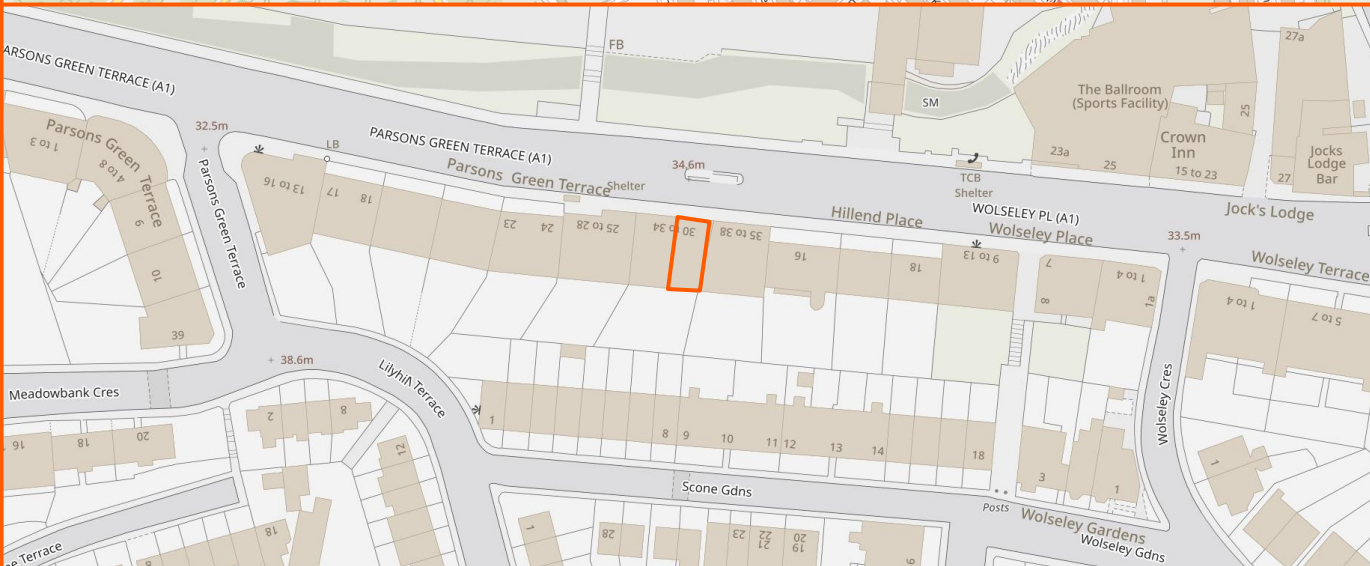 FB
PARSONS GREEN TERRACE (A1)
27a
The Ballroom
(Sports Facility)
SM
25
32.5m
Parsons Green Terrace
1 to 3
4 to 8
9
10
39
LB
PARSONS GREEN TERRACE (A1)
Crown
Inn
Jocks
Lodge
Bar
23a
25
15 to 23
27
34.6m
TCB
Shelter
Parsons Green Terrace
Shelter
Parsons Green Terrace
13 to 16
17
18
23
24
25 to 28
30 to 34
35 to 38
16
18
9 to 13
7
8
1 to 4
1a
Hillend Place
WOLSELEY PL (A1)
Wolseley Place
Jock's Lodge
33.5m
Wolseley Terrace
1 to 4
5 to 7
38.6m
Meadowbank Cres
Lilyhill Terrace
Wolseley Cres
2
8
12
16
18
20
1
8
9
10
11
12
13
14
18
3
1
1
Scone Gdns
Posts
Wolseley Gardens
Wolseley Gdns
18
1
28
23
22
21
20
19
Terrace
8